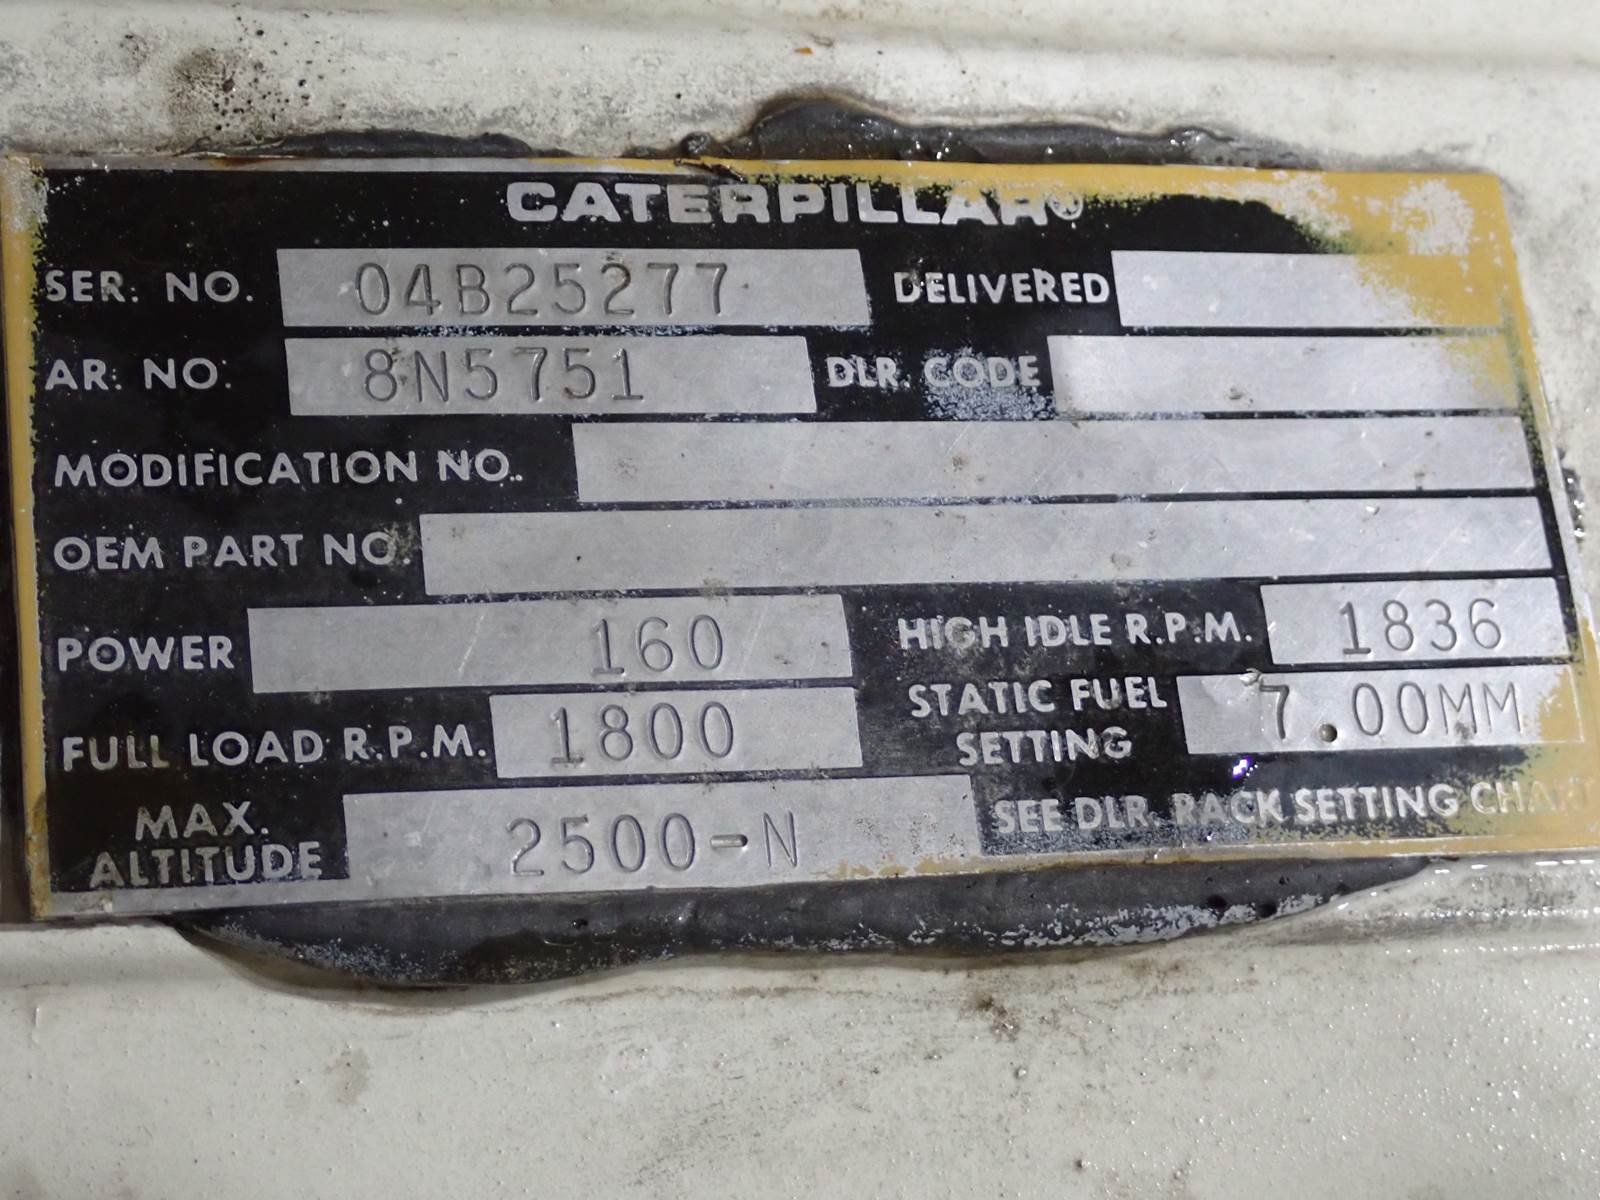 CATERPILLAR®
SER. NO. 04B25277 DELIVERED
AR. NO. 8N5751 DLR. CODE
MODIFICATION NO.
OEM PART NO.
POWER 160 HIGH IDLE R.P.M. 1836
FULL LOAD R.P.M. 1800 STATIC FUEL SETTING 7.00MM
MAX. ALTITUDE 2500-N SEE DLR. RACK SETTING CHART